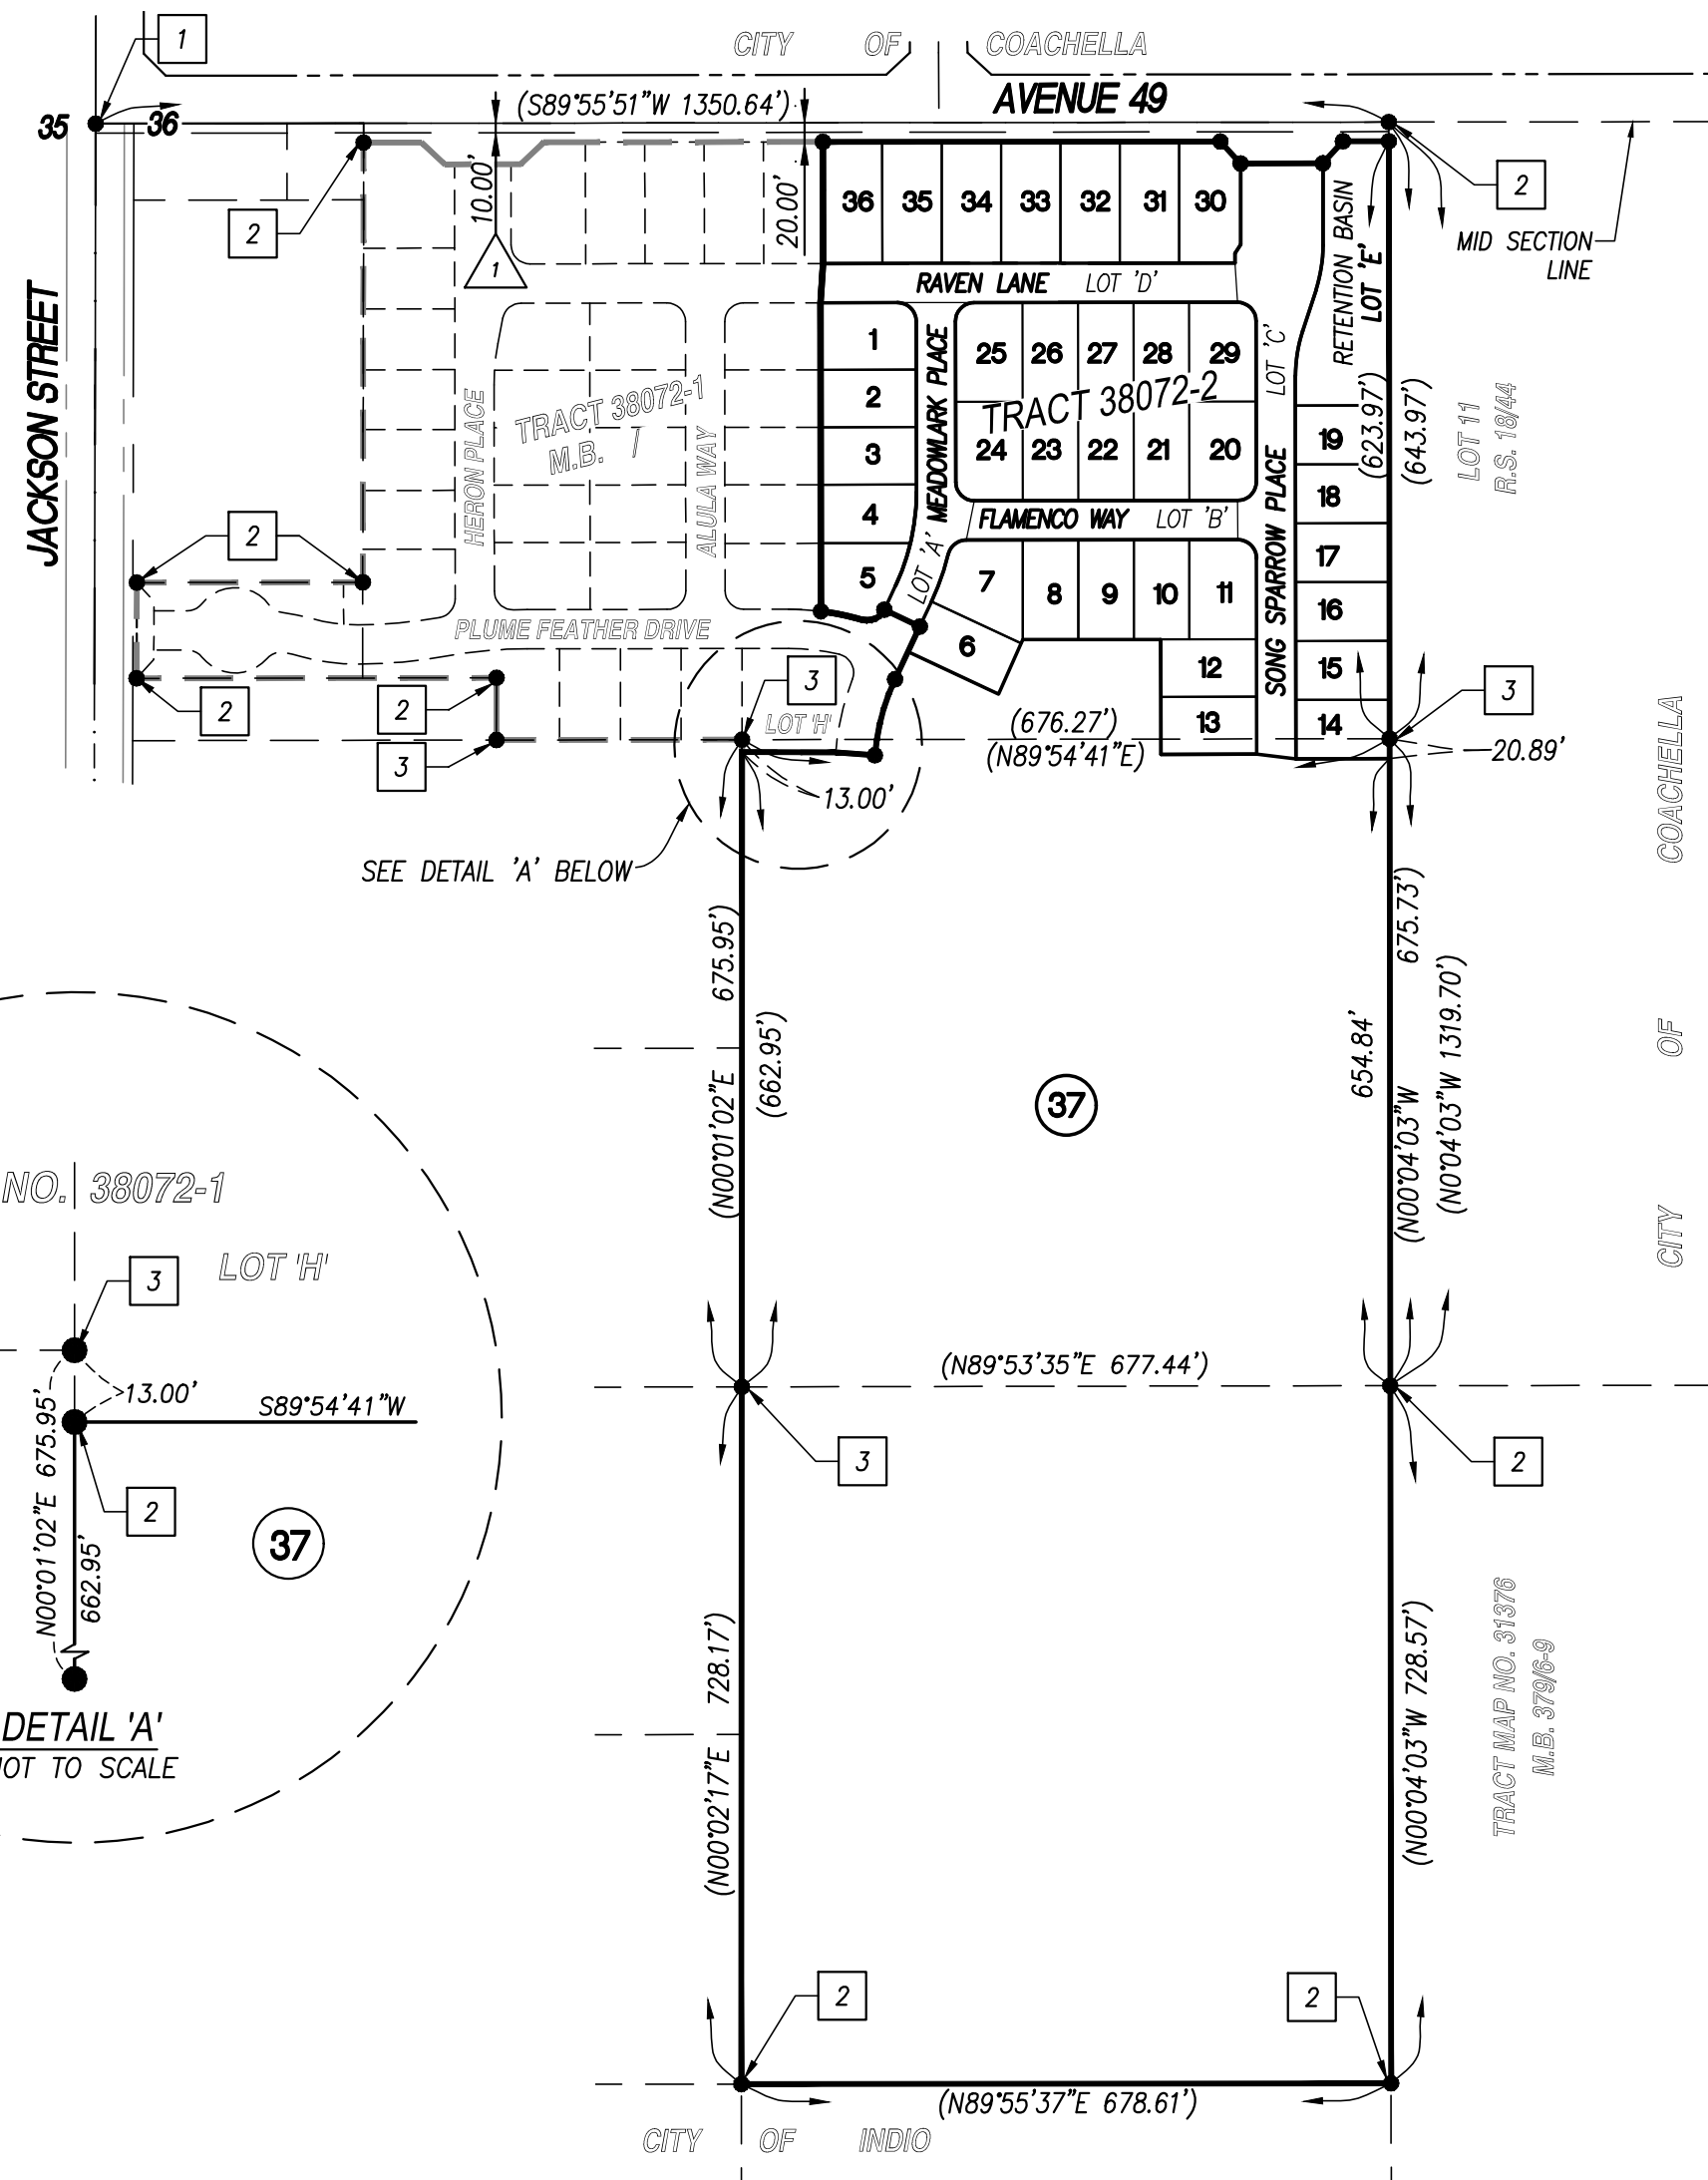 1
CITY OF COACHELLA
(S89°55'51"W 1350.64')
AVENUE 49
35
36
2
MID SECTION
LINE
2
10.00'
1
20.00'
36
35
34
33
32
31
30
RETENTION BASIN
LOT 'E'
RAVEN LANE LOT 'D'
JACKSON STREET
HERON PLACE
TRACT 38072-1
M.B. /
ALULA WAY
1
2
3
4
5
MEADOWLARK PLACE
LOT 'A'
25
26
27
28
29
TRACT 38072-2
24
23
22
21
20
LOT 'C'
SONG SPARROW PLACE
19
18
17
16
15
14
(623.97')
(643.97')
LOT 11
R.S. 18/44
FLAMENCO WAY LOT 'B'
7
8
9
10
11
6
12
13
2
PLUME FEATHER DRIVE
2
2
3
3
LOT 'H'
(676.27')
(N89°54'41"E)
3
20.89'
13.00'
SEE DETAIL 'A' BELOW
CITY OF COACHELLA
(N00°01'02"E 675.95')
(662.95')
654.84'
(N00°04'03"W 675.73')
(N0°04'03"W 1319.70')
37
NO. 38072-1
LOT 'H'
3
13.00'
S89°54'41"W
N00°01'02"E 675.95'
662.95'
2
37
DETAIL 'A'
NOT TO SCALE
(N89°53'35"E 677.44')
3
2
(N00°02'17"E 728.17')
(N00°04'03"W 728.57')
TRACT MAP NO. 31376
M.B. 379/6-9
2
2
(N89°55'37"E 678.61')
CITY OF INDIO